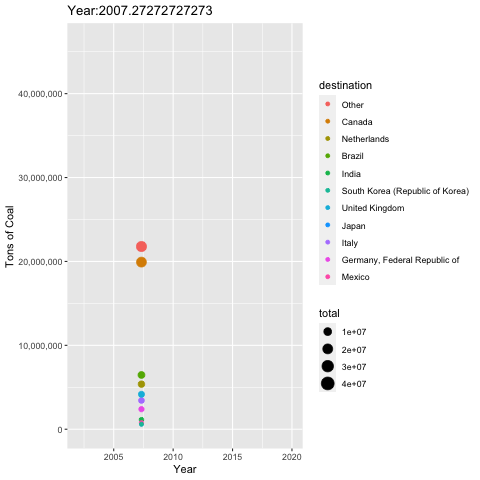 Year:2007.27272727273
Tons of Coal
40,000,000
30,000,000
20,000,000
10,000,000
0
2005 2010 2015 2020
Year
destination
Other
Canada
Netherlands
Brazil
India
South Korea (Republic of Korea)
United Kingdom
Japan
Italy
Germany, Federal Republic of
Mexico
total
1e+07
2e+07
3e+07
4e+07